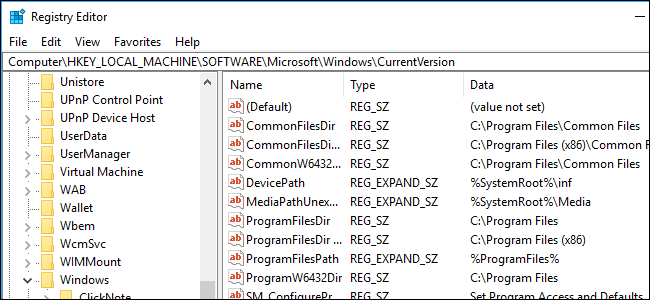 Registry Editor
File Edit View Favorites Help
Computer\HKEY_LOCAL_MACHINE\SOFTWARE\Microsoft\Windows\CurrentVersion
Unistore
UPnP Control Point
UPnP Device Host
UserData
UserManager
Virtual Machine
WAB
Wallet
Wbem
WcmSvc
WIMMount
Windows
ClickNote
Name Type Data
(Default) REG_SZ (value not set)
CommonFilesDir REG_SZ C:\Program Files\Common Files
CommonFilesDi... REG_SZ C:\Program Files (x86)\Common F
CommonW6432... REG_SZ C:\Program Files\Common Files
DevicePath REG_EXPAND_SZ %SystemRoot%\inf
MediaPathUnex... REG_EXPAND_SZ %SystemRoot%\Media
ProgramFilesDir REG_SZ C:\Program Files
ProgramFilesDir ... REG_SZ C:\Program Files (x86)
ProgramFilesPath REG_EXPAND_SZ %ProgramFiles%
ProgramW6432Dir REG_SZ C:\Program Files
SM_ConfigurePr... REG_SZ Set Program Access and Defaults